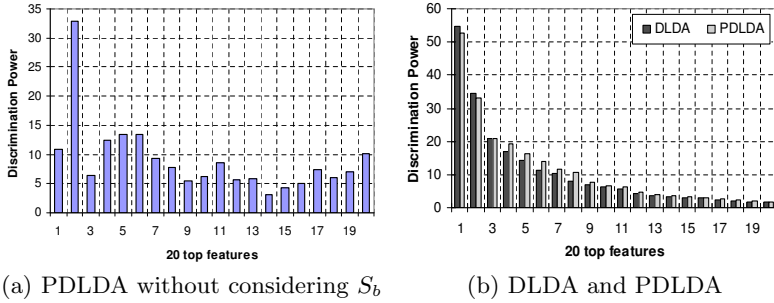 35
30
25
20
15
10
5
0
Discrimination Power
1 3 5 7 9 11 13 15 17 19
20 top features
(a) PDLDA without considering $S_b$
60
50
40
30
20
10
0
Discrimination Power
DLDA PDLDA
1 3 5 7 9 11 13 15 17 19
20 top features
(b) DLDA and PDLDA